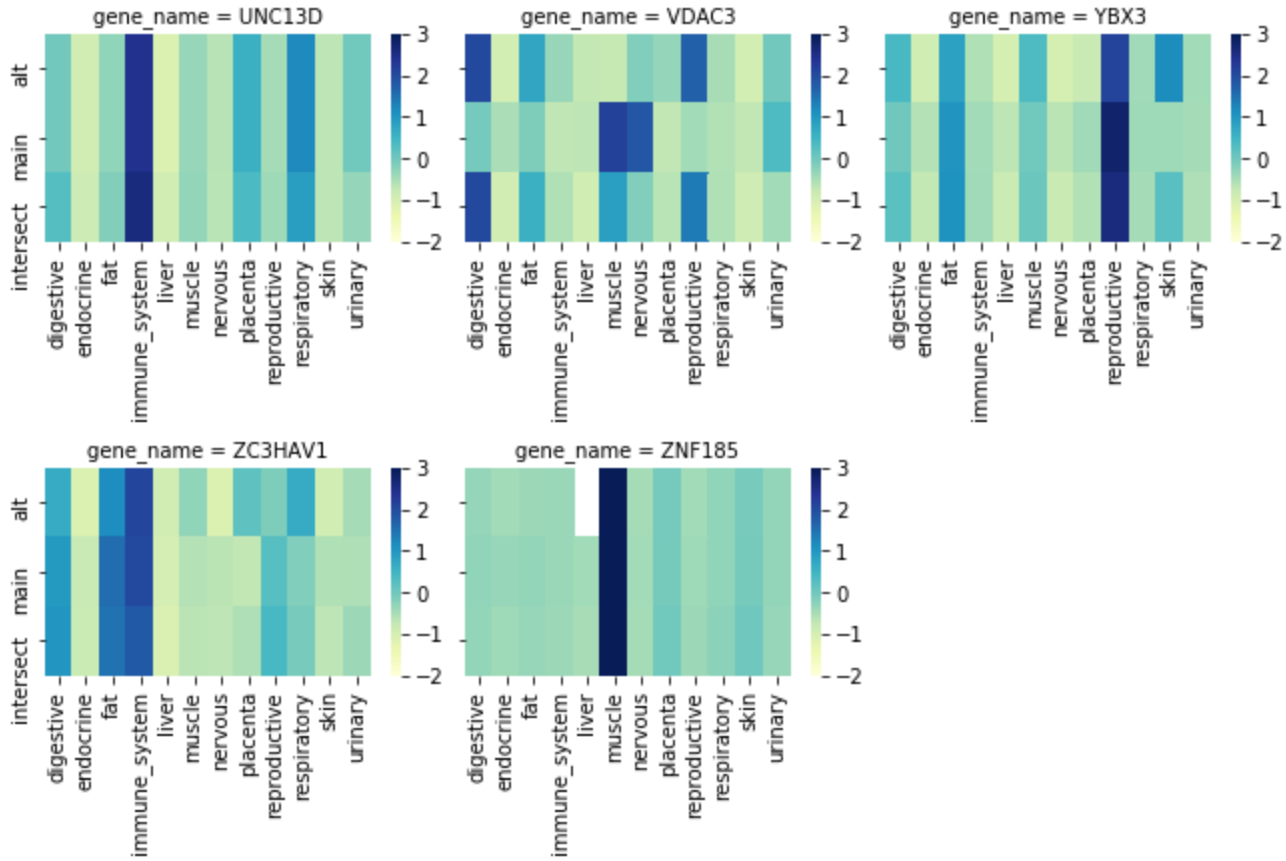 gene_name = UNC13D
gene_name = VDAC3
gene_name = YBX3
alt
main
intersect
3
2
1
0
−1
−2
3
2
1
0
−1
−2
3
2
1
0
−1
−2
digestive
endocrine
fat
immune_system
liver
muscle
nervous
placenta
reproductive
respiratory
skin
urinary
digestive
endocrine
fat
immune_system
liver
muscle
nervous
placenta
reproductive
respiratory
skin
urinary
digestive
endocrine
fat
immune_system
liver
muscle
nervous
placenta
reproductive
respiratory
skin
urinary
gene_name = ZC3HAV1
gene_name = ZNF185
alt
main
intersect
3
2
1
0
−1
−2
3
2
1
0
−1
−2
digestive
endocrine
fat
immune_system
liver
muscle
nervous
placenta
reproductive
respiratory
skin
urinary
digestive
endocrine
fat
immune_system
liver
muscle
nervous
placenta
reproductive
respiratory
skin
urinary